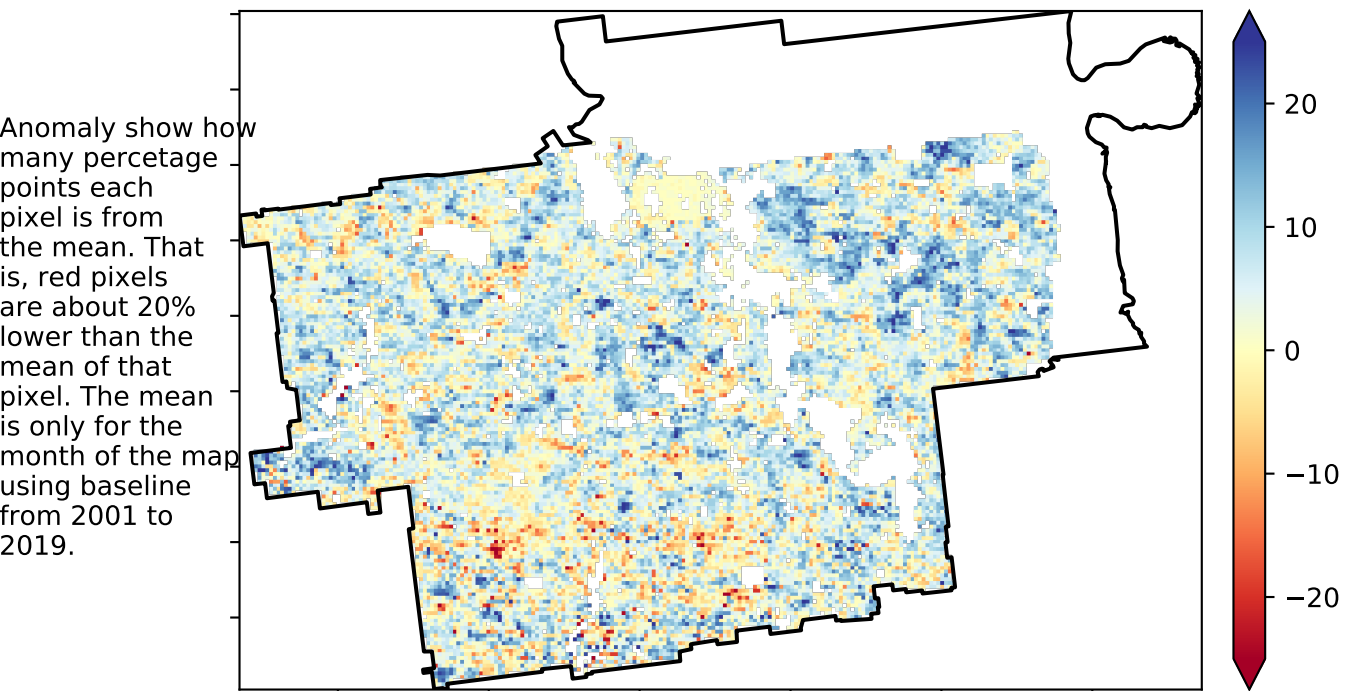 Anomaly show how
many percetage
points each
pixel is from
the mean. That
is, red pixels
are about 20%
lower than the
mean of that
pixel. The mean
is only for the
month of the map
using baseline
from 2001 to
2019.
20
10
0
−10
−20